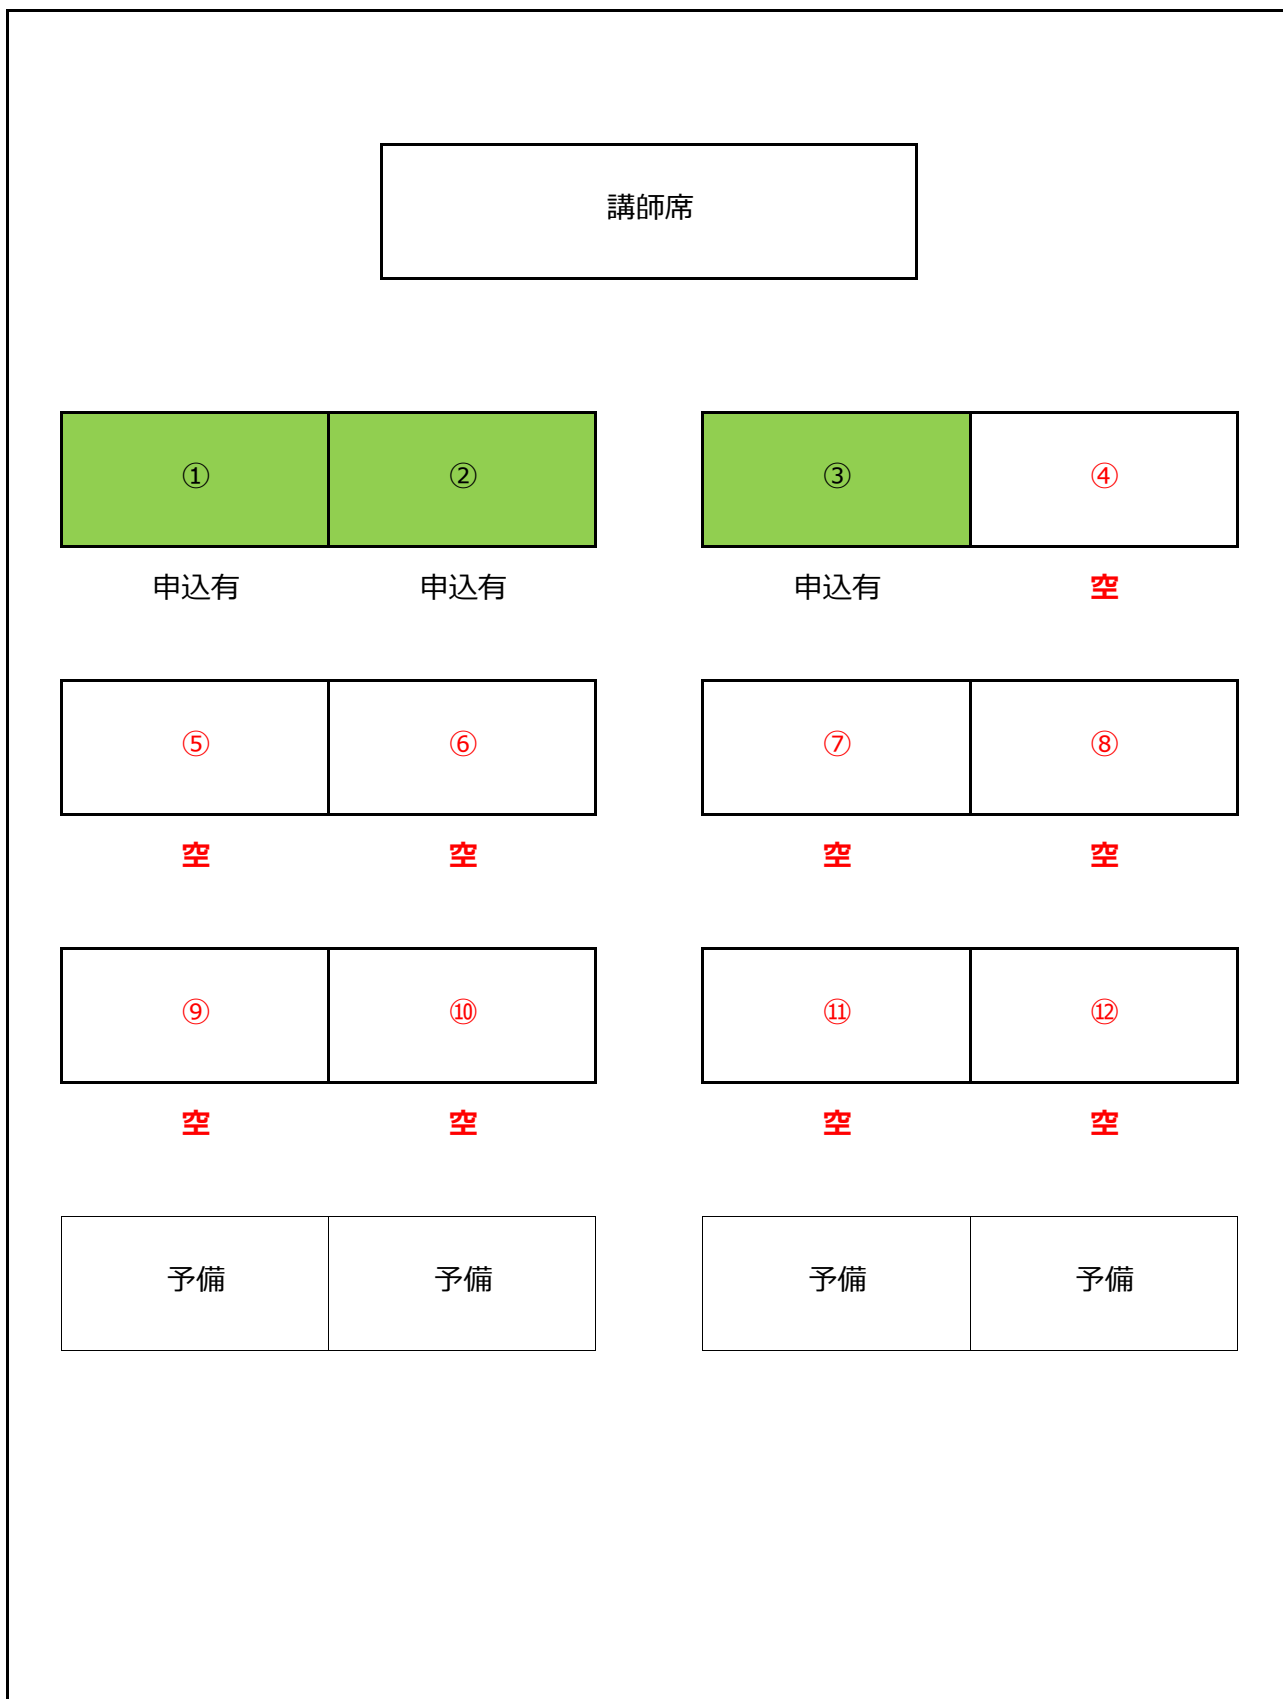 講師席
① ② ③ ④
申込有 申込有 申込有 空
⑤ ⑥ ⑦ ⑧
空 空 空 空
⑨ ⑩ ⑪ ⑫
空 空 空 空
予備 予備 予備 予備